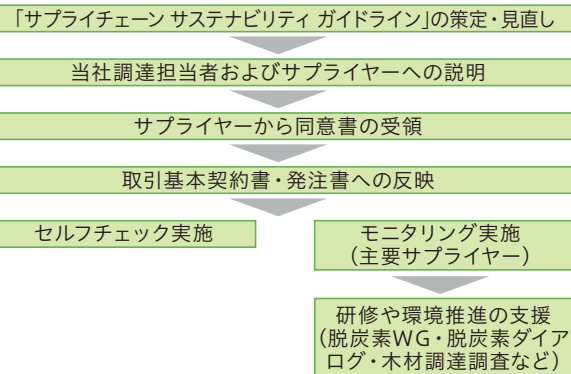 「サプライチェーン サステナビリティ ガイドライン」の策定・見直し
当社調達担当者およびサプライヤーへの説明
サプライヤーから同意書の受領
取引基本契約書・発注書への反映
セルフチェック実施
モニタリング実施
（主要サプライヤー）
研修や環境推進の支援
（脱炭素WG・脱炭素ダイア
ログ・木材調達調査など）